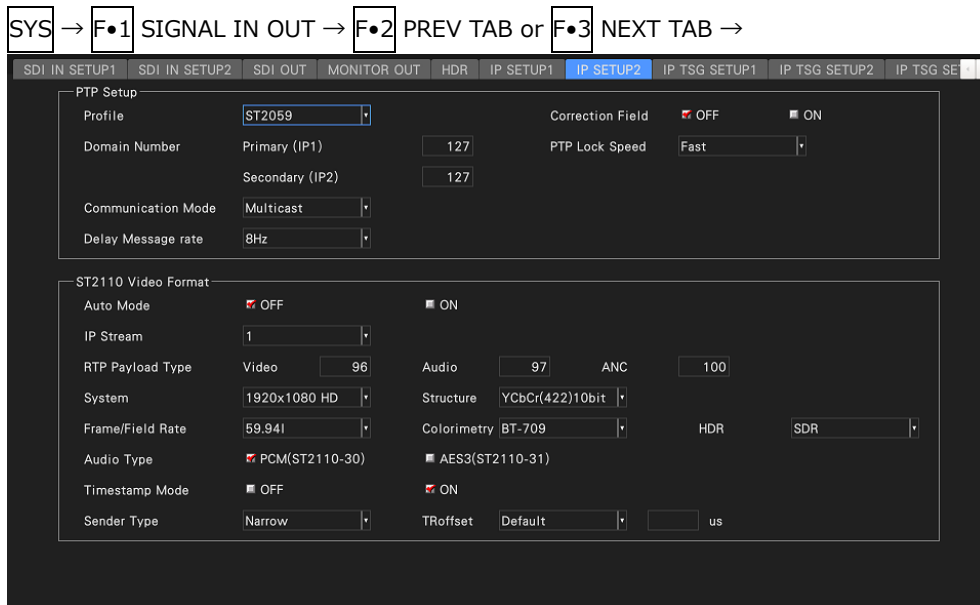 SYS → F•1 SIGNAL IN OUT → F•2 PREV TAB or F•3 NEXT TAB →
SDI IN SETUP1 SDI IN SETUP2 SDI OUT MONITOR OUT HDR IP SETUP1 IP SETUP2 IP TSG SETUP1 IP TSG SETUP2 IP TSG SE
PTP Setup
Profile ST2059 Correction Field OFF ON
Domain Number Primary (IP1) 127 PTP Lock Speed Fast
Secondary (IP2) 127
Communication Mode Multicast
Delay Message rate 8Hz
ST2110 Video Format
Auto Mode OFF ON
IP Stream 1
RTP Payload Type Video 96 Audio 97 ANC 100
System 1920x1080 HD Structure YCbCr(422)10bit
Frame/Field Rate 59.94I Colorimetry BT-709 HDR SDR
Audio Type PCM(ST2110-30) AES3(ST2110-31)
Timestamp Mode OFF ON
Sender Type Narrow TRoffset Default us